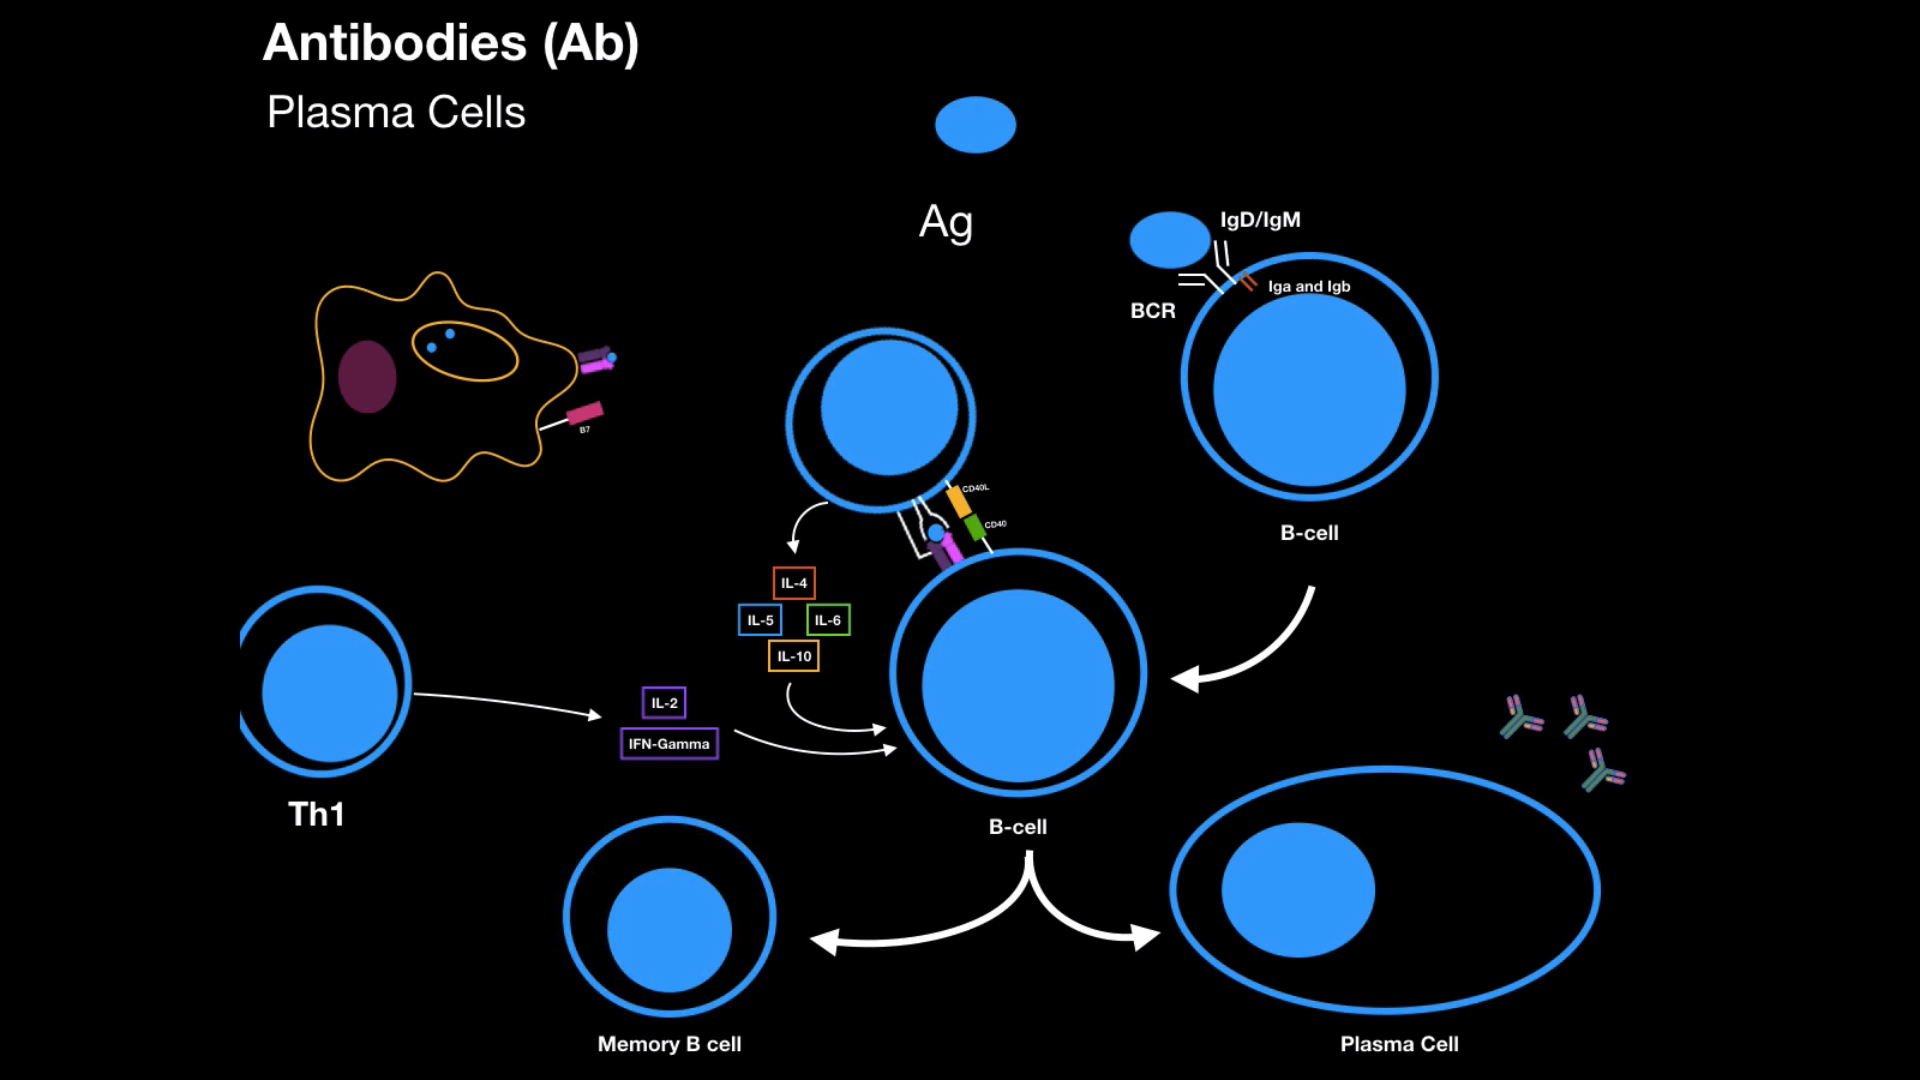 Antibodies (Ab)
Plasma Cells
Ag
IgD/IgM
Iga and Igb
BCR
B7
CD40L
CD40
B-cell
IL-4
IL-5
IL-6
IL-10
IL-2
IFN-Gamma
Th1
B-cell
Memory B cell
Plasma Cell